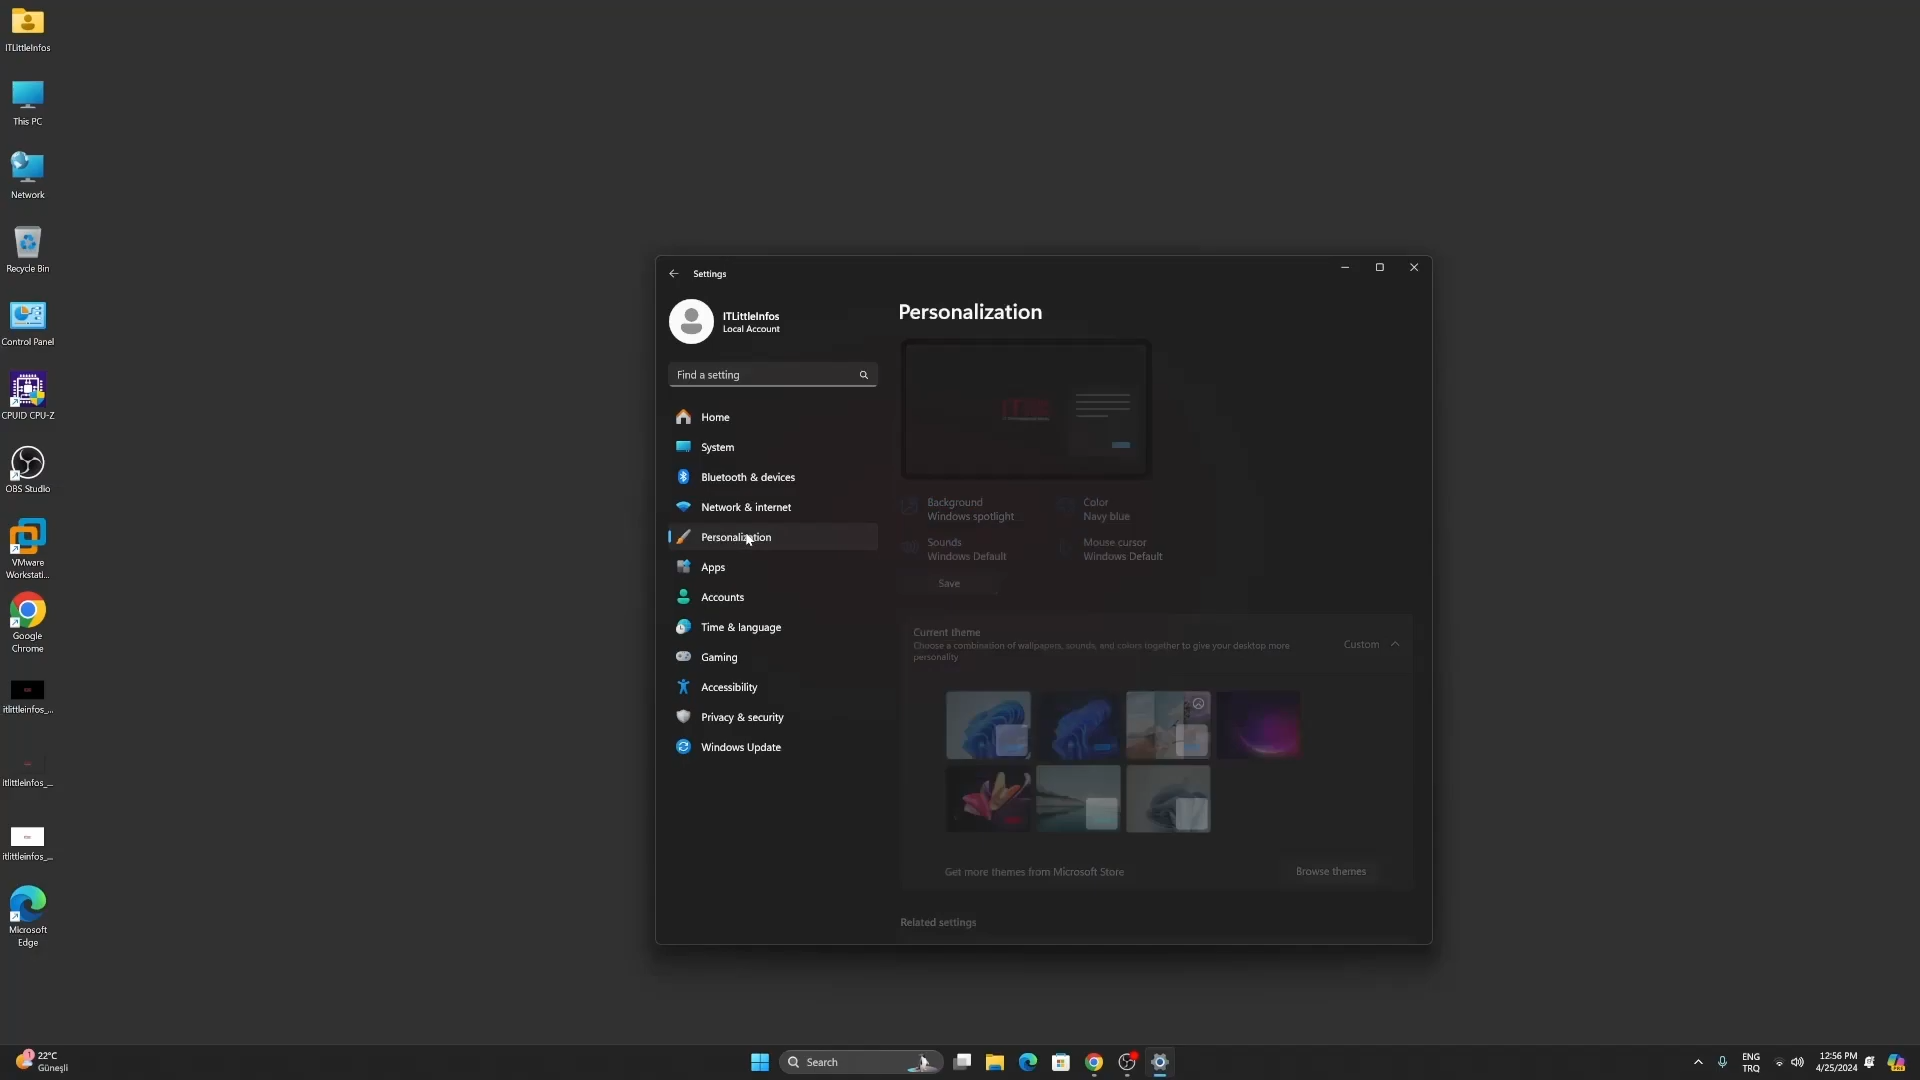 ITLittleInfos
This PC
Network
Recycle Bin
Control Panel
CPUID CPU-Z
OBS Studio
VMware
Workstati...
Google
Chrome
itlittleinfos_...
itlittleinfos_...
itlittleinfos_...
Microsoft
Edge
Settings
ITLittleInfos
Local Account
Find a setting
Home
System
Bluetooth & devices
Network & internet
Personalization
Apps
Accounts
Time & language
Gaming
Accessibility
Privacy & security
Windows Update
Personalization
Background
Windows spotlight
Color
Navy blue
Sounds
Windows Default
Mouse cursor
Windows Default
Save
Current theme
Choose a combination of wallpapers, sounds, and colors together to give your desktop more
personality
Custom
Get more themes from Microsoft Store
Browse themes
Related settings
1
22°C
Güneşli
Search
ENG
TRQ
12:56 PM
4/25/2024